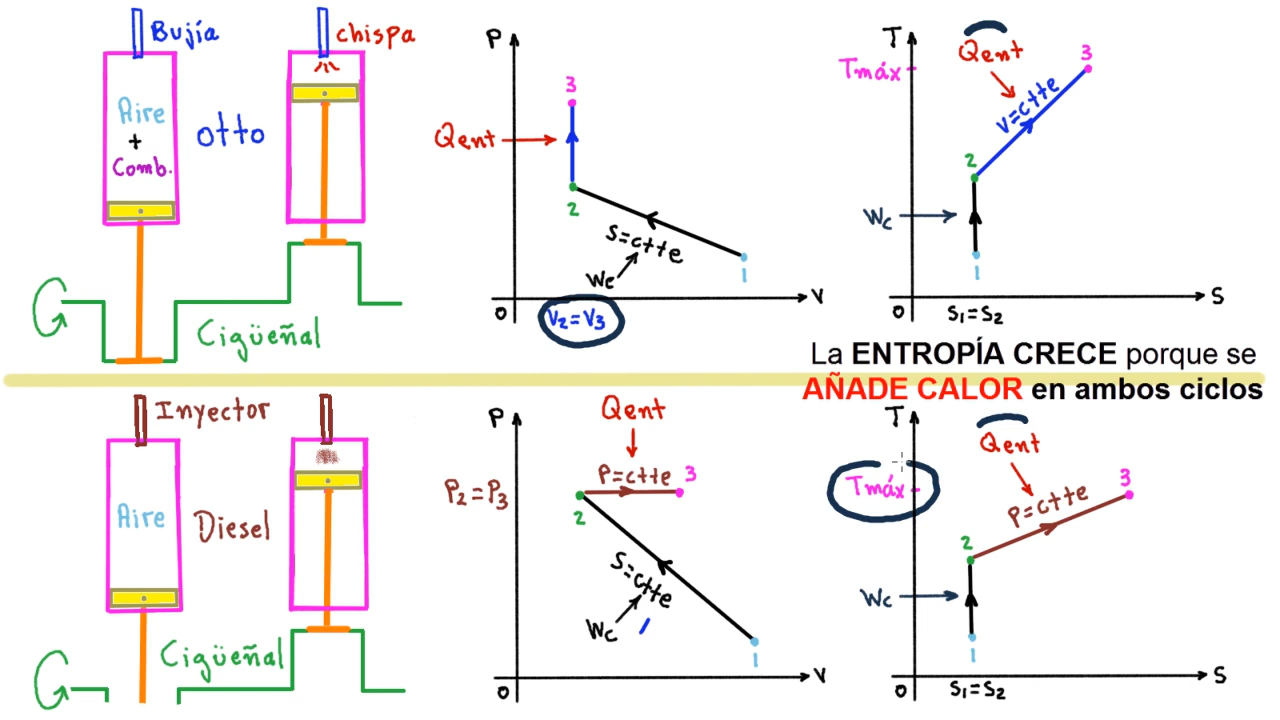 Bujía
chispa
Aire
+
Comb.
otto
Cigüeñal
P
3
Qent
2
S=ctte
Wc
1
V
0
V₂=V₃
T
Qent
Tmáx
3
V=ctte
2
Wc
1
S
0
S₁=S₂
La ENTROPÍA CRECE porque se
AÑADE CALOR en ambos ciclos
Inyector
Aire
Diesel
Cigüeñal
P
Qent
P=ctte
3
P₂=P₃
2
S=ctte
Wc
1
V
0
T
Qent
Tmáx
3
P=ctte
2
Wc
1
S
0
S₁=S₂